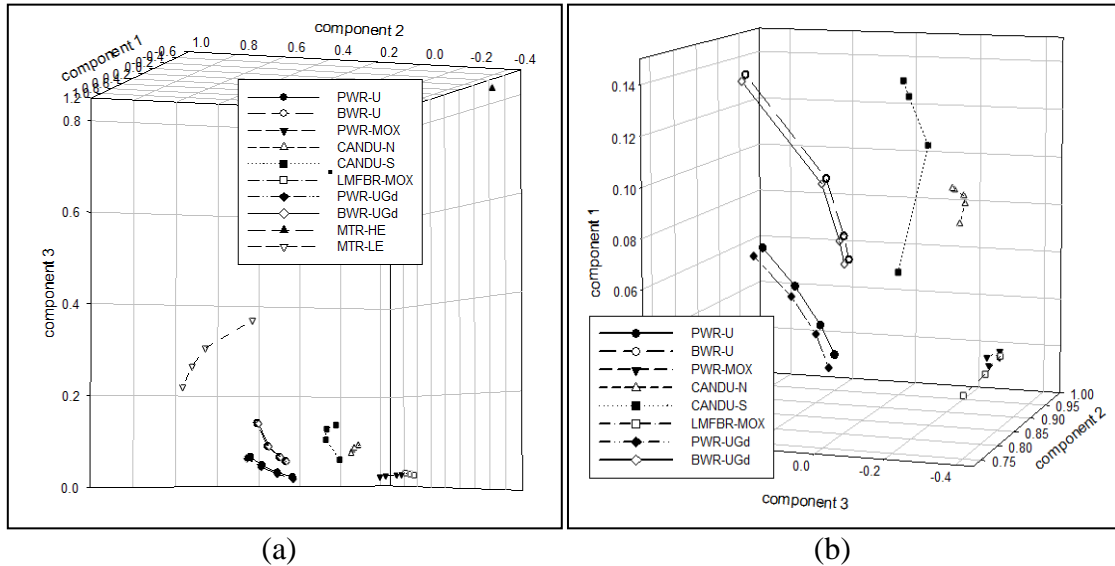 component 2
component 1
-0.6
1.0 0.8 0.6 0.4 0.2 0.0 -0.2 -0.4
1.2
0.8
0.6
0.4
0.2
0.0
component 3
PWR-U
BWR-U
PWR-MOX
CANDU-N
CANDU-S
LMFBR-MOX
PWR-UGd
BWR-UGd
MTR-HE
MTR-LE
(a)
0.14
0.12
0.10
0.08
0.06
component 1
PWR-U
BWR-U
PWR-MOX
CANDU-N
CANDU-S
LMFBR-MOX
PWR-UGd
BWR-UGd
0.0 -0.2 -0.4
component 3
1.00
0.95
0.90
0.85
0.80
0.75
component 2
(b)